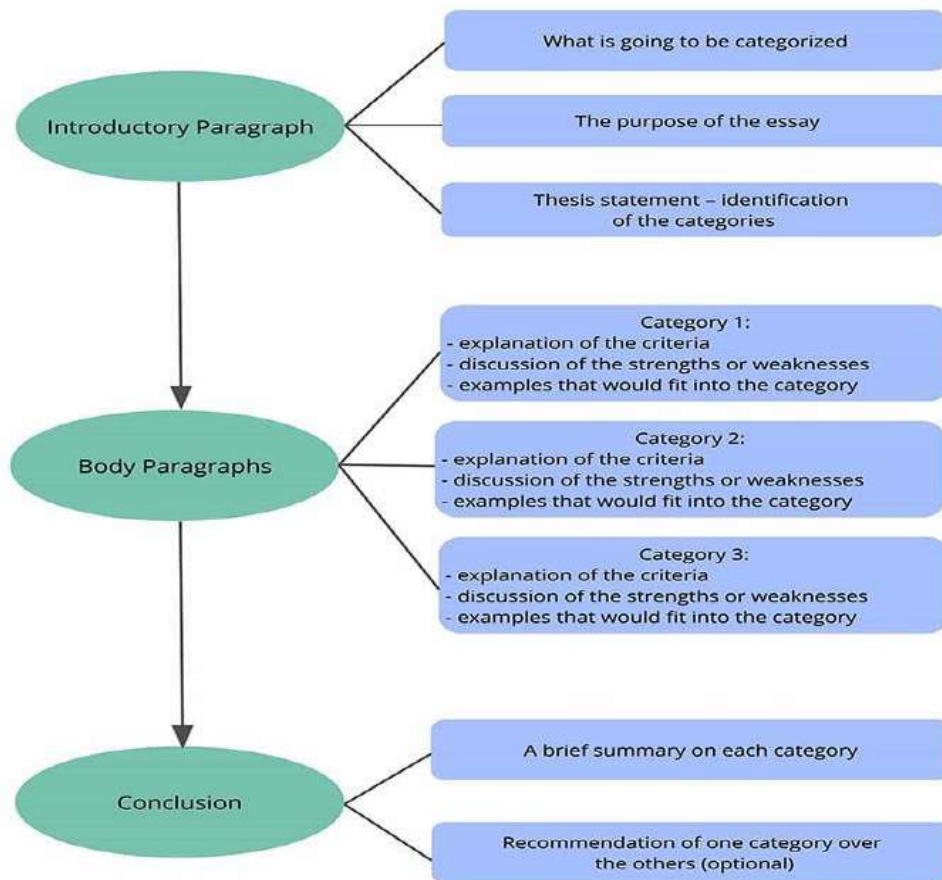 What is going to be categorized
Introductory Paragraph
The purpose of the essay
Thesis statement – identification
of the categories
Category 1:
- explanation of the criteria
- discussion of the strengths or weaknesses
- examples that would fit into the category
Body Paragraphs
Category 2:
- explanation of the criteria
- discussion of the strengths or weaknesses
- examples that would fit into the category
Category 3:
- explanation of the criteria
- discussion of the strengths or weaknesses
- examples that would fit into the category
A brief summary on each category
Conclusion
Recommendation of one category over
the others (optional)